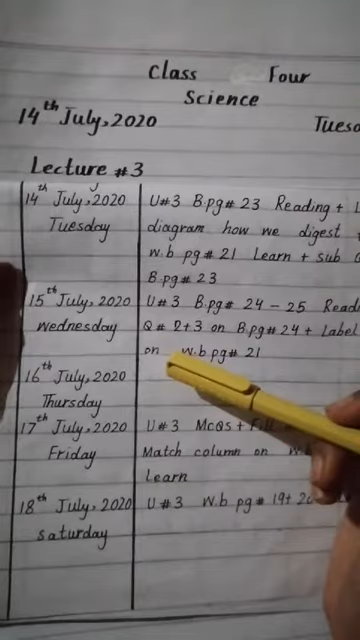 Class Four
Science
14th July, 2020
Lecture #3
14th July, 2020 U#3 B.pg# 23 Reading +
Tuesday diagram how we digest
w.b pg# 21 Learn + sub
B.pg# 23
15th July, 2020 U#3 B.pg# 24 - 25
Wednesday Q# 2+3 on B.pg# 24 + Label
on w.b pg# 21
16th July, 2020
Thursday
17th July, 2020 U#3 McQs +
Friday Match column on
Learn
18th July, 2020 U#3 w.b pg# 19+
Saturday